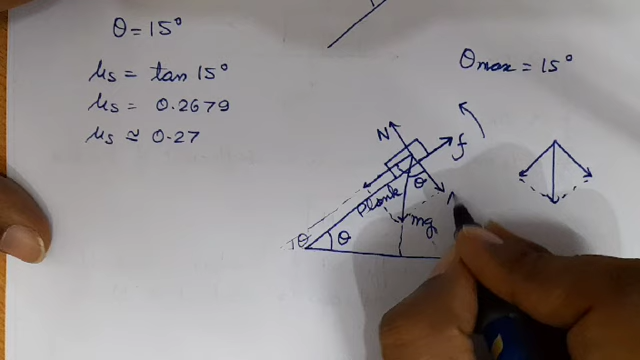 θ = 15°
μs = tan 15°
μs = 0.2679
μs ≃ 0.27
θmax = 15°
N
f
θ
Plank
mg
θ
θ